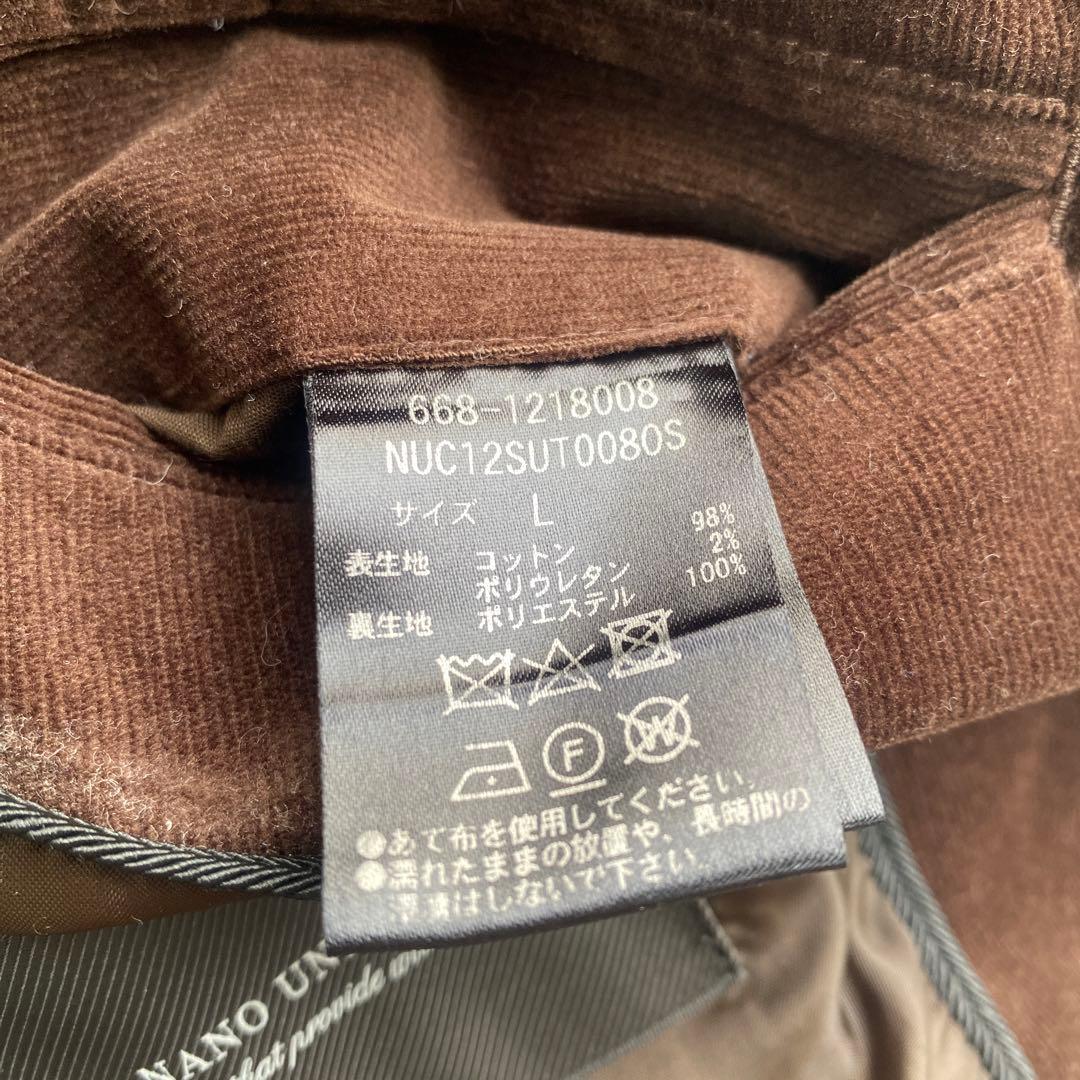 668-1218008
NUC12SUT0080S
サイズ L
表生地 コットン 98%
ポリウレタン 2%
裏生地 ポリエステル 100%
F
W
●あて布を使用してください。
●濡れたままの放置や、長時間の
はしないで下さい。
NANO
that provide